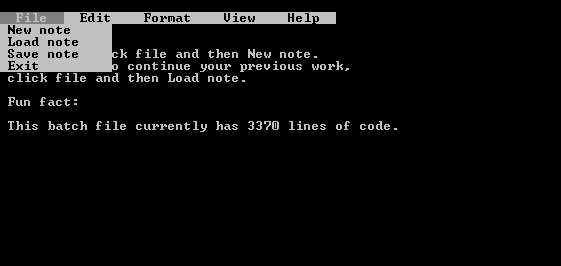 File Edit Format View Help
New note
Load note
Save note ck file and then New note.
Exit o continue your previous work,
click file and then Load note.
Fun fact:
This batch file currently has 3370 lines of code.